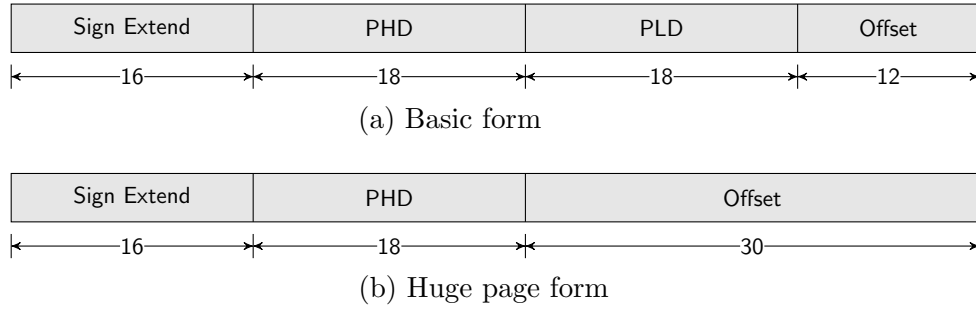 Sign Extend PHD PLD Offset
16 18 18 12
(a) Basic form
Sign Extend PHD Offset
16 18 30
(b) Huge page form